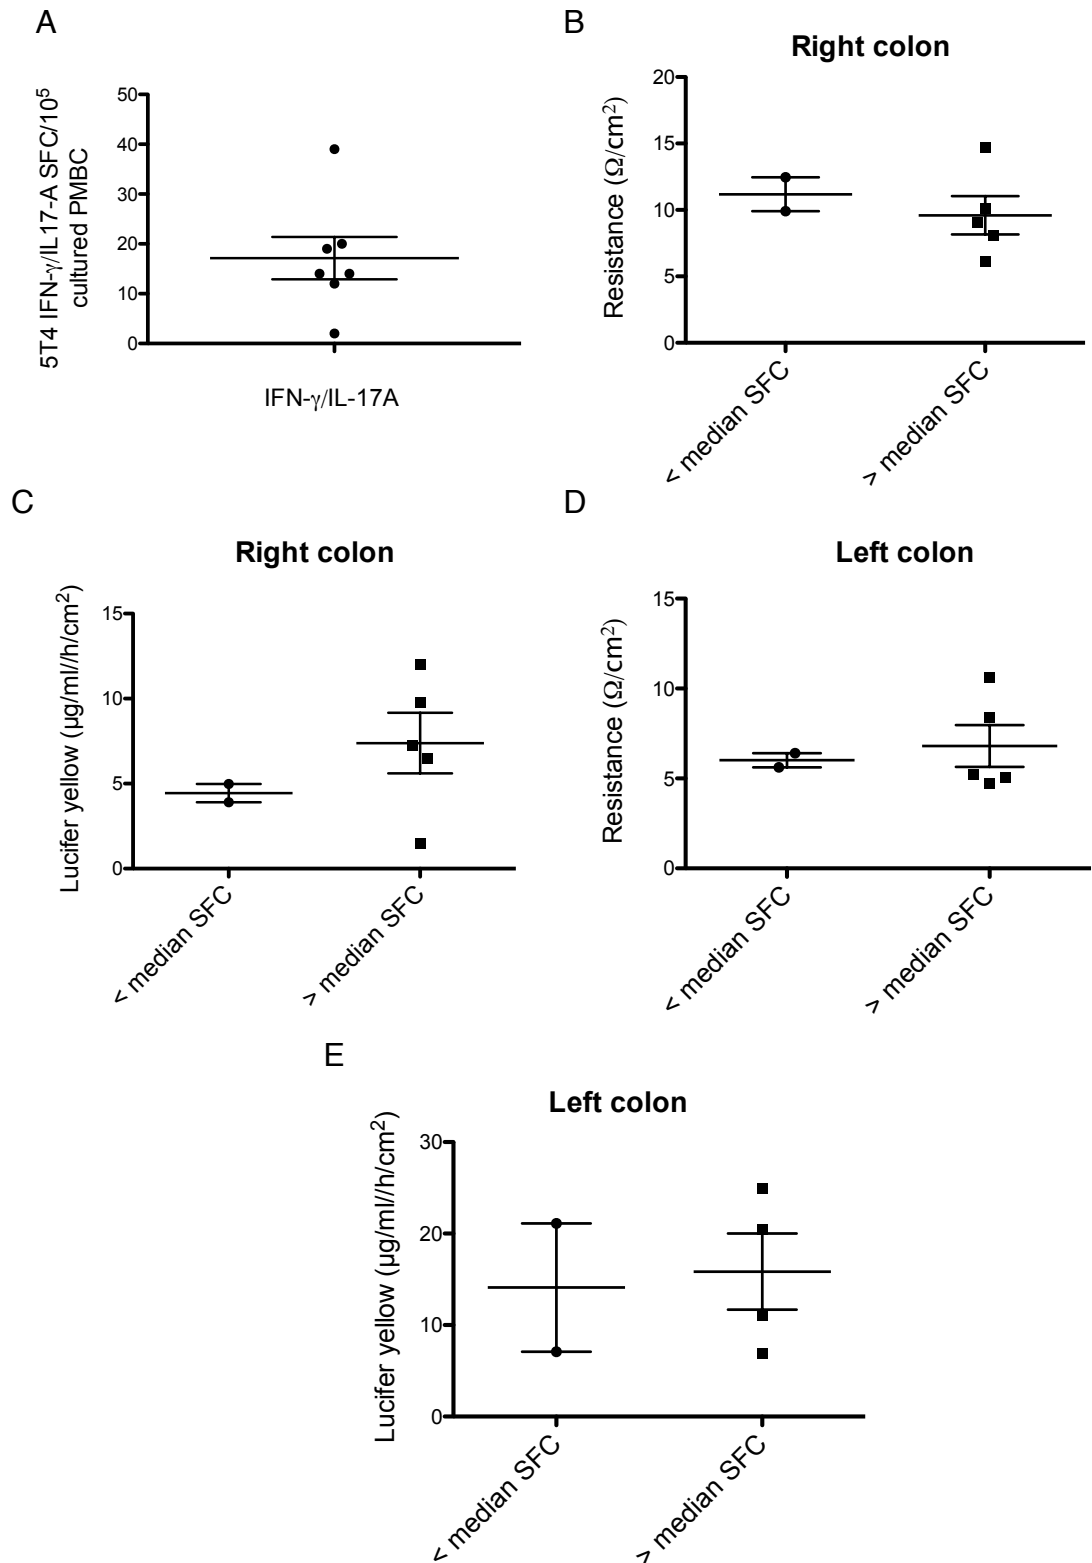 A
5T4 IFN-γ/IL17-A SFC/10⁵
cultured PMBC
50
40
30
20
10
0
IFN-γ/IL-17A
B
Right colon
Resistance (Ω/cm²)
20
15
10
5
0
< median SFC
> median SFC
C
Right colon
Lucifer yellow (µg/ml//h/cm²)
15
10
5
0
< median SFC
> median SFC
D
Left colon
Resistance (Ω/cm²)
15
10
5
0
< median SFC
> median SFC
E
Left colon
Lucifer yellow (µg/ml//h/cm²)
30
20
10
0
< median SFC
> median SFC